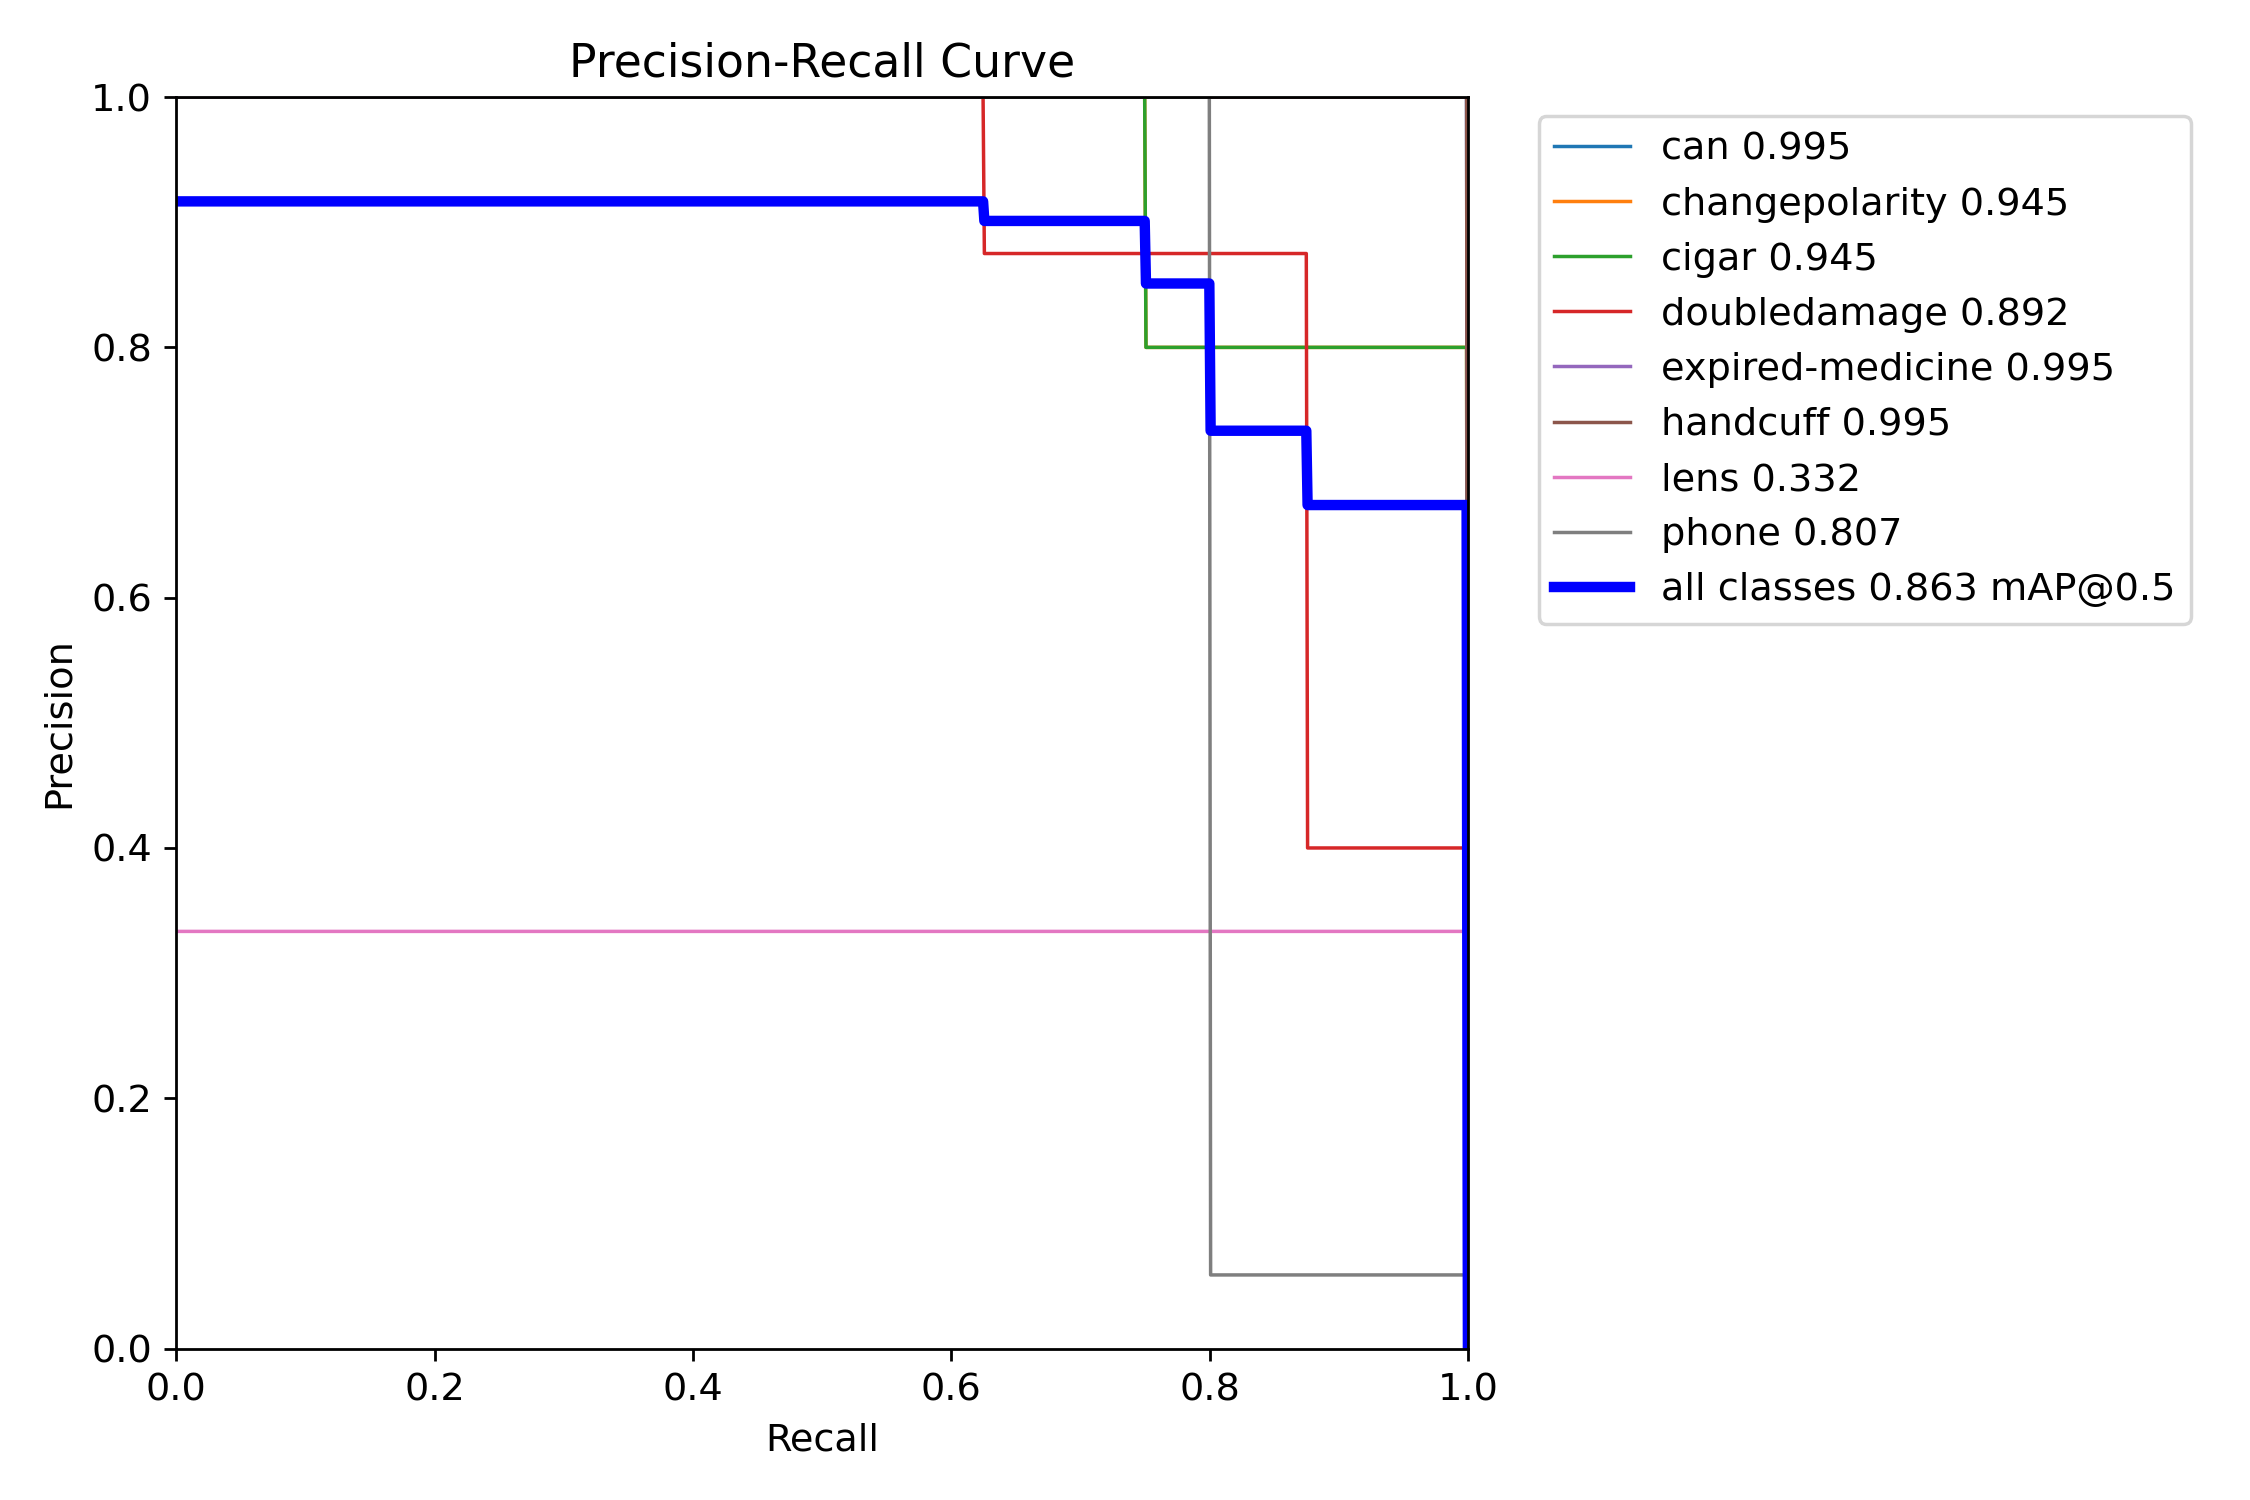 Precision-Recall Curve
1.0
0.8
0.6
0.4
0.2
0.0
Precision
0.0 0.2 0.4 0.6 0.8 1.0
Recall
can 0.995
changepolarity 0.945
cigar 0.945
doubledamage 0.892
expired-medicine 0.995
handcuff 0.995
lens 0.332
phone 0.807
all classes 0.863 mAP@0.5